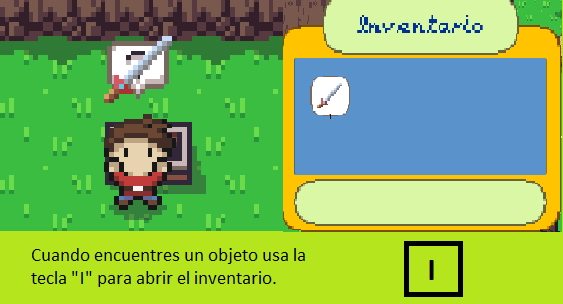 Inventario
Cuando encuentres un objeto usa la
tecla "I" para abrir el inventario.
I